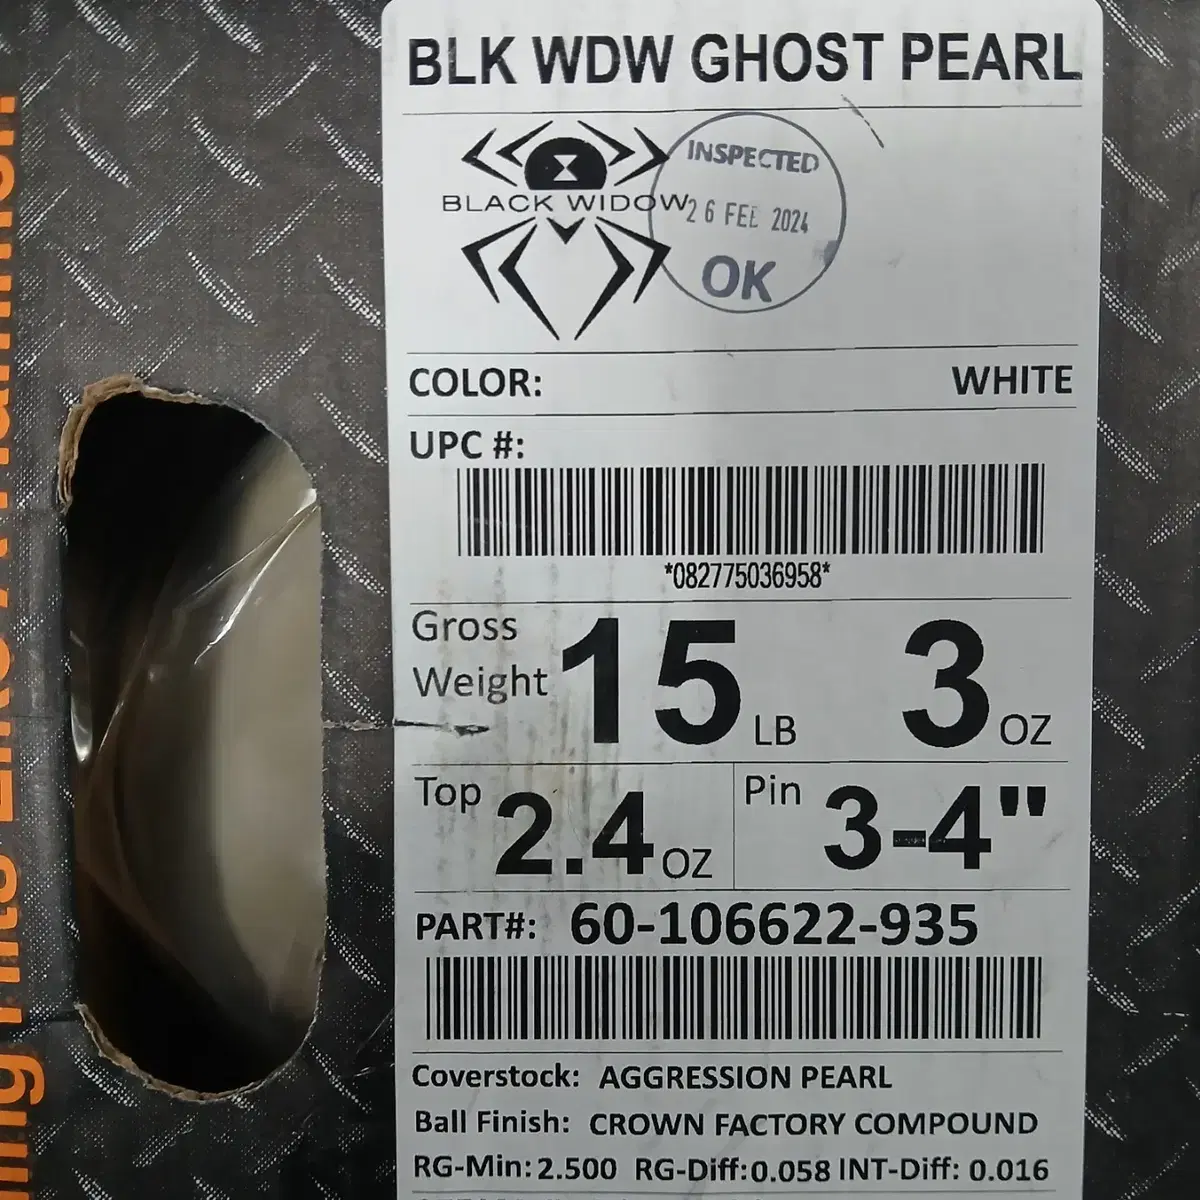 BLK WDW GHOST PEARL
BLACK WIDOW
INSPECTED
26 FEE 2024
OK
COLOR: WHITE
UPC #:
*082775036958*
Gross Weight 15 LB 3 OZ
Top 2.4 OZ Pin 3-4"
PART#: 60-106622-935
Coverstock: AGGRESSION PEARL
Ball Finish: CROWN FACTORY COMPOUND
RG-Min: 2.500 RG-Diff: 0.058 INT-Diff: 0.016